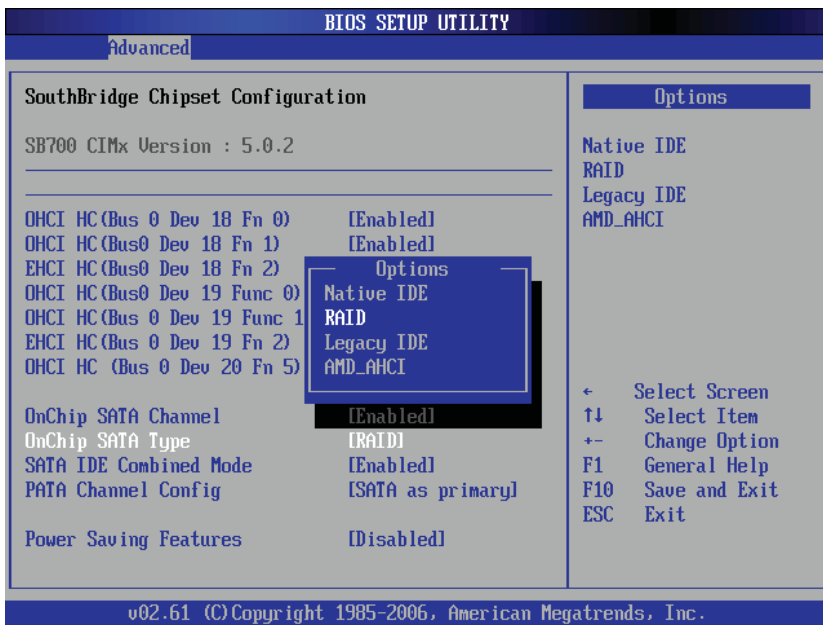 BIOS SETUP UTILITY
Advanced
SouthBridge Chipset Configuration
SB700 CIMx Version : 5.0.2
OHCI HC(Bus 0 Dev 18 Fn 0) [Enabled]
OHCI HC(Bus0 Dev 18 Fn 1) [Enabled]
EHCI HC(Bus0 Dev 18 Fn 2)
OHCI HC(Bus0 Dev 19 Func 0)
OHCI HC(Bus 0 Dev 19 Func 1
EHCI HC(Bus 0 Dev 19 Fn 2)
OHCI HC (Bus 0 Dev 20 Fn 5)
OnChip SATA Channel [Enabled]
OnChip SATA Type [RAID]
SATA IDE Combined Mode [Enabled]
PATA Channel Config [SATA as primary]
Power Saving Features [Disabled]
Options
Native IDE
RAID
Legacy IDE
AMD_AHCI
Options
Native IDE
RAID
Legacy IDE
AMD_AHCI
← Select Screen
↑↓ Select Item
+- Change Option
F1 General Help
F10 Save and Exit
ESC Exit
v02.61 (C)Copyright 1985-2006, American Megatrends, Inc.